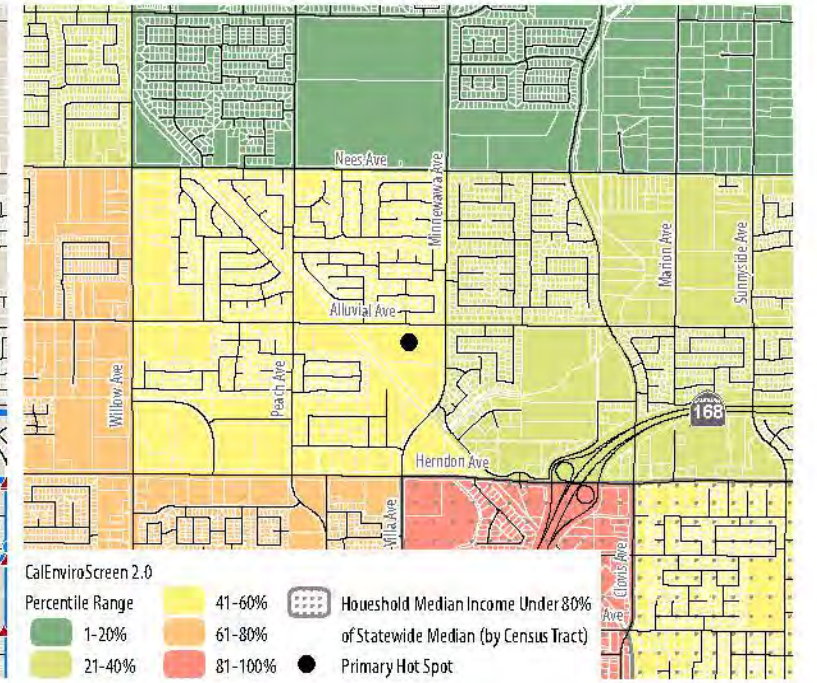 Nees Ave
Minnewawa Ave
Marion Ave
Sunnyside Ave
Alluvial Ave
Willow Ave
Peach Ave
168
Herndon Ave
Villa Ave
Clovis Ave
Ave
CalEnviroScreen 2.0
Percentile Range
1-20%
21-40%
41-60%
61-80%
81-100%
Houeshold Median Income Under 80%
of Statewide Median (by Census Tract)
Primary Hot Spot